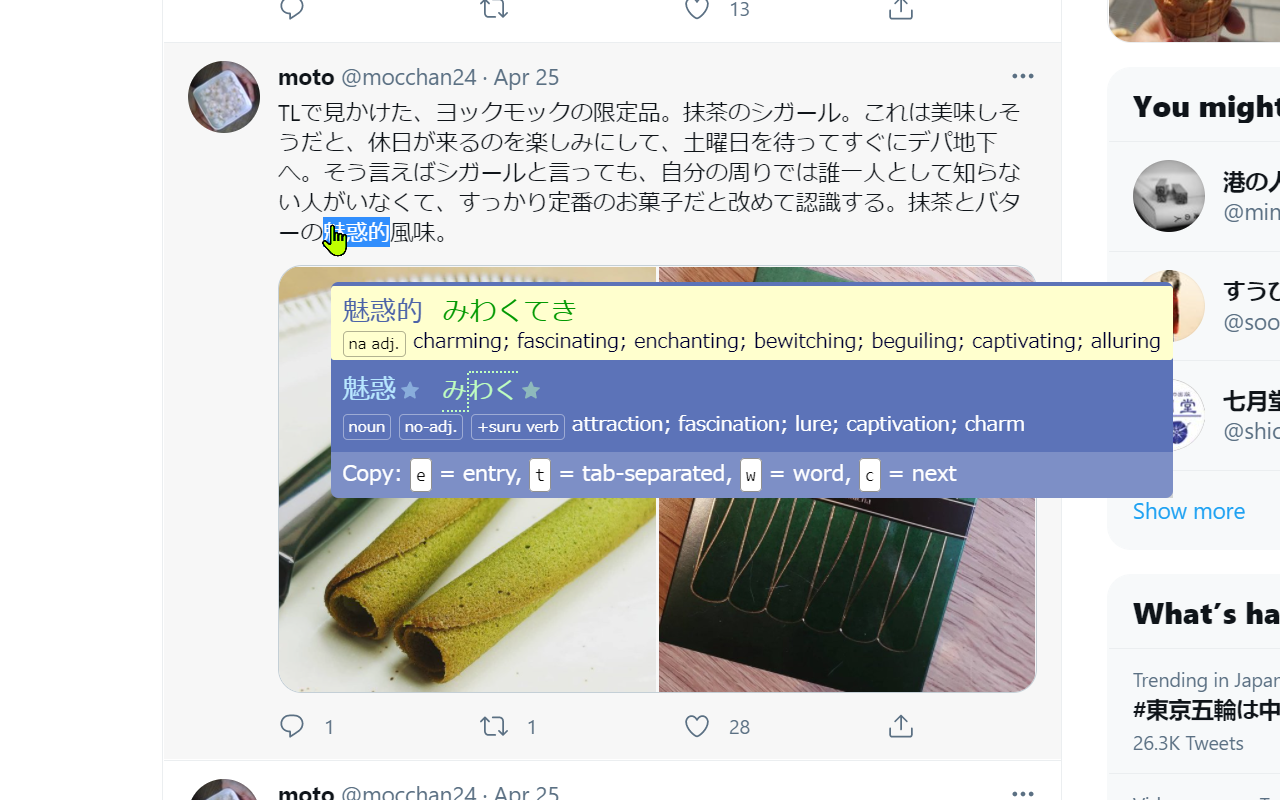 13
moto @mocchan24 · Apr 25
TLで見かけた、ヨックモックの限定品。抹茶のシガール。これは美味しそ
うだと、休日が来るのを楽しみにして、土曜日を待ってすぐにデパ地下
へ。そう言えばシガールと言っても、自分の周りでは誰一人として知らな
い人がいなくて、すっかり定番のお菓子だと改めて認識する。抹茶とバタ
ーの魅惑的風味。
魅惑的 みわくてき
na adj. charming; fascinating; enchanting; bewitching; beguiling; captivating; alluring
魅惑★ みわく★
noun no-adj. +suru verb attraction; fascination; lure; captivation; charm
Copy: e = entry, t = tab-separated, w = word, c = next
1 1 28
moto @mocchan24 · Apr 25
You might
港の人
@min
すうひ
@soo
七月堂
@shic
Show more
What's ha
Trending in Japan
#東京五輪は中
26.3K Tweets